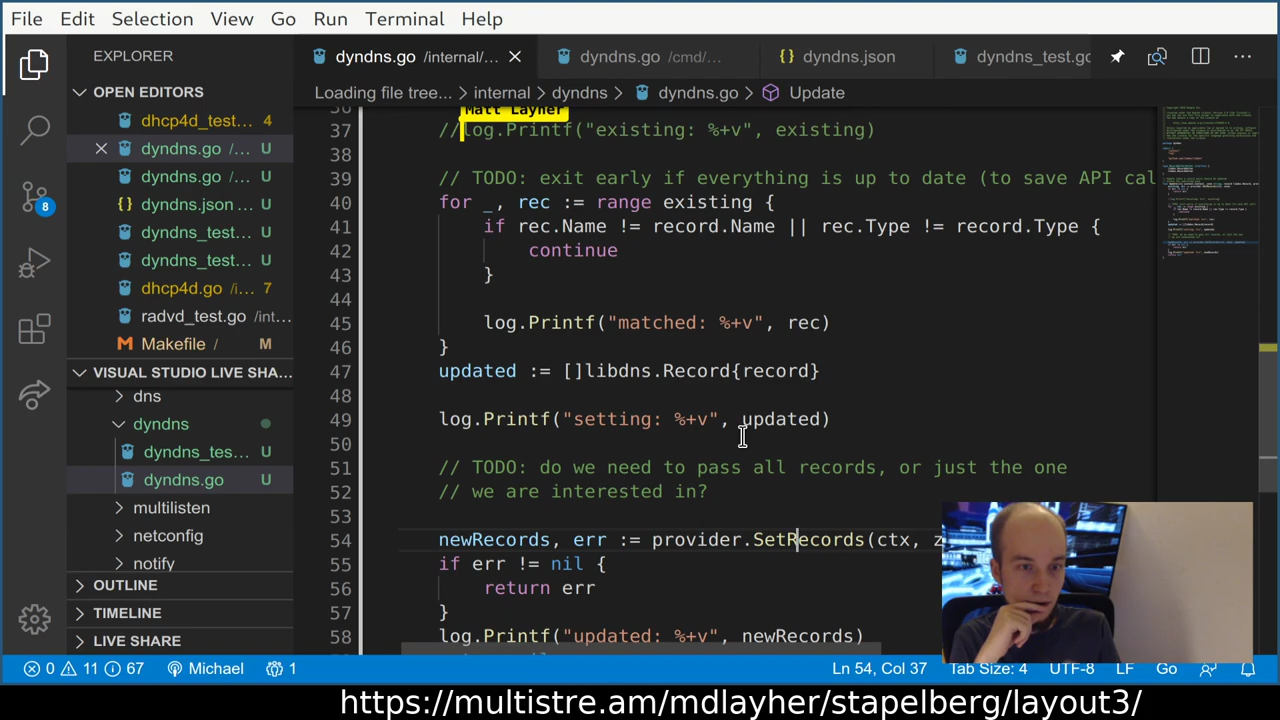 File Edit Selection View Go Run Terminal Help
EXPLORER
dyndns.go /internal/...
dyndns.go /cmd/...
dyndns.json
dyndns_test.go
OPEN EDITORS
Loading file tree... > internal > dyndns > dyndns.go > Update
dhcp4d_test... 4
dyndns.go /... U
dyndns.go /... U
dyndns.json ... U
dyndns_test... U
dyndns_test... U
dhcp4d.go /i... 7
radvd_test.go /int...
Makefile / M
VISUAL STUDIO LIVE SHA...
dns
dyndns
dyndns_tes... U
dyndns.go U
multilisten
netconfig
notify
OUTLINE
TIMELINE
LIVE SHARE
8
Matt Layher
36
37 //log.Printf("existing: %+v", existing)
38
39 // TODO: exit early if everything is up to date (to save API cal
40 for _, rec := range existing {
41 if rec.Name != record.Name || rec.Type != record.Type {
42 continue
43 }
44
45 log.Printf("matched: %+v", rec)
46 }
47 updated := []libdns.Record{record}
48
49 log.Printf("setting: %+v", updated)
50
51 // TODO: do we need to pass all records, or just the one
52 // we are interested in?
53
54 newRecords, err := provider.SetRecords(ctx, z
55 if err != nil {
56 return err
57 }
58 log.Printf("updated: %+v", newRecords)
0 11 67 Michael 1 Ln 54, Col 37 Tab Size: 4 UTF-8 LF Go
https://multistre.am/mdlayher/stapelberg/layout3/